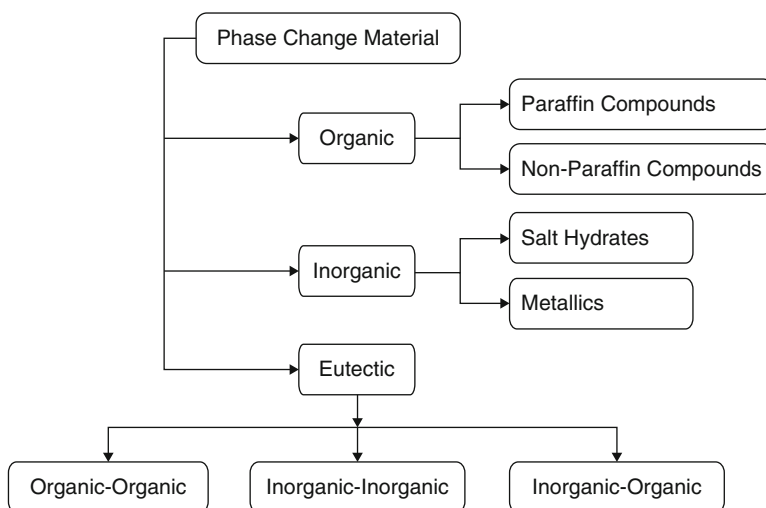 Phase Change Material
Organic
Paraffin Compounds
Non-Paraffin Compounds
Inorganic
Salt Hydrates
Metallics
Eutectic
Organic-Organic
Inorganic-Inorganic
Inorganic-Organic